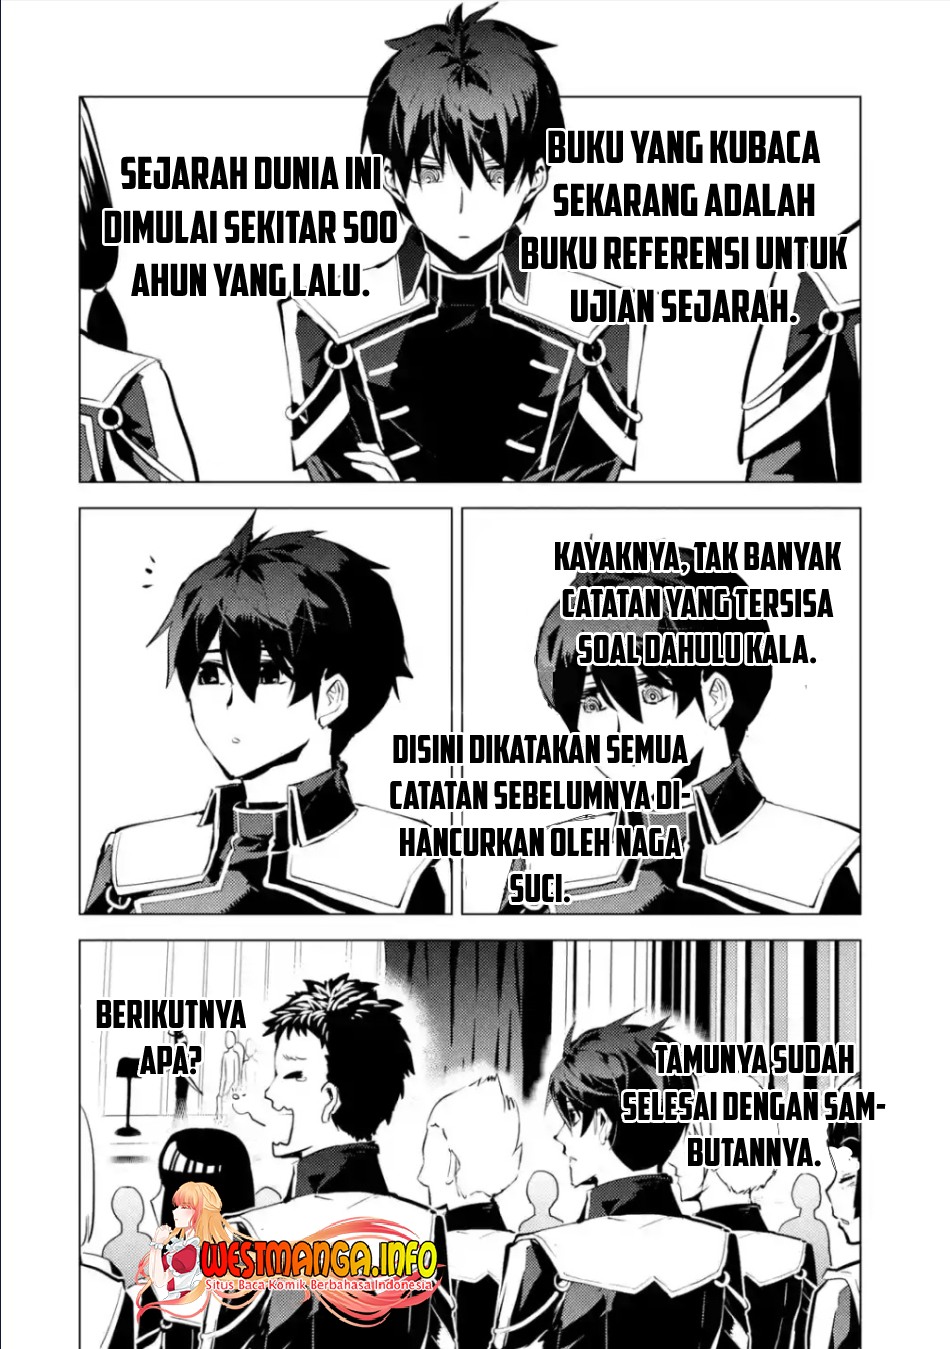 BUKU YANG KUBACA
SEKARANG ADALAH
BUKU REFERENSI UNTUK
UJIAN SEJARAH.
SEJARAH DUNIA INI
DIMULAI SEKITAR 500
AHUN YANG LALU.
KAYAKNYA, TAK BANYAK
CATATAN YANG TERSISA
SOAL DAHULU KALA.
DISINI DIKATAKAN SEMUA
CATATAN SEBELUMNYA DI-
HANCURKAN OLEH NAGA
SUCI.
TAMUNYA SUDAH
SELESAI DENGAN SAM-
BUTANNYA.
BERIKUTNYA
APA?
WESTMANGA.INFO
Situs Baca Komik Berbahasa Indonesia